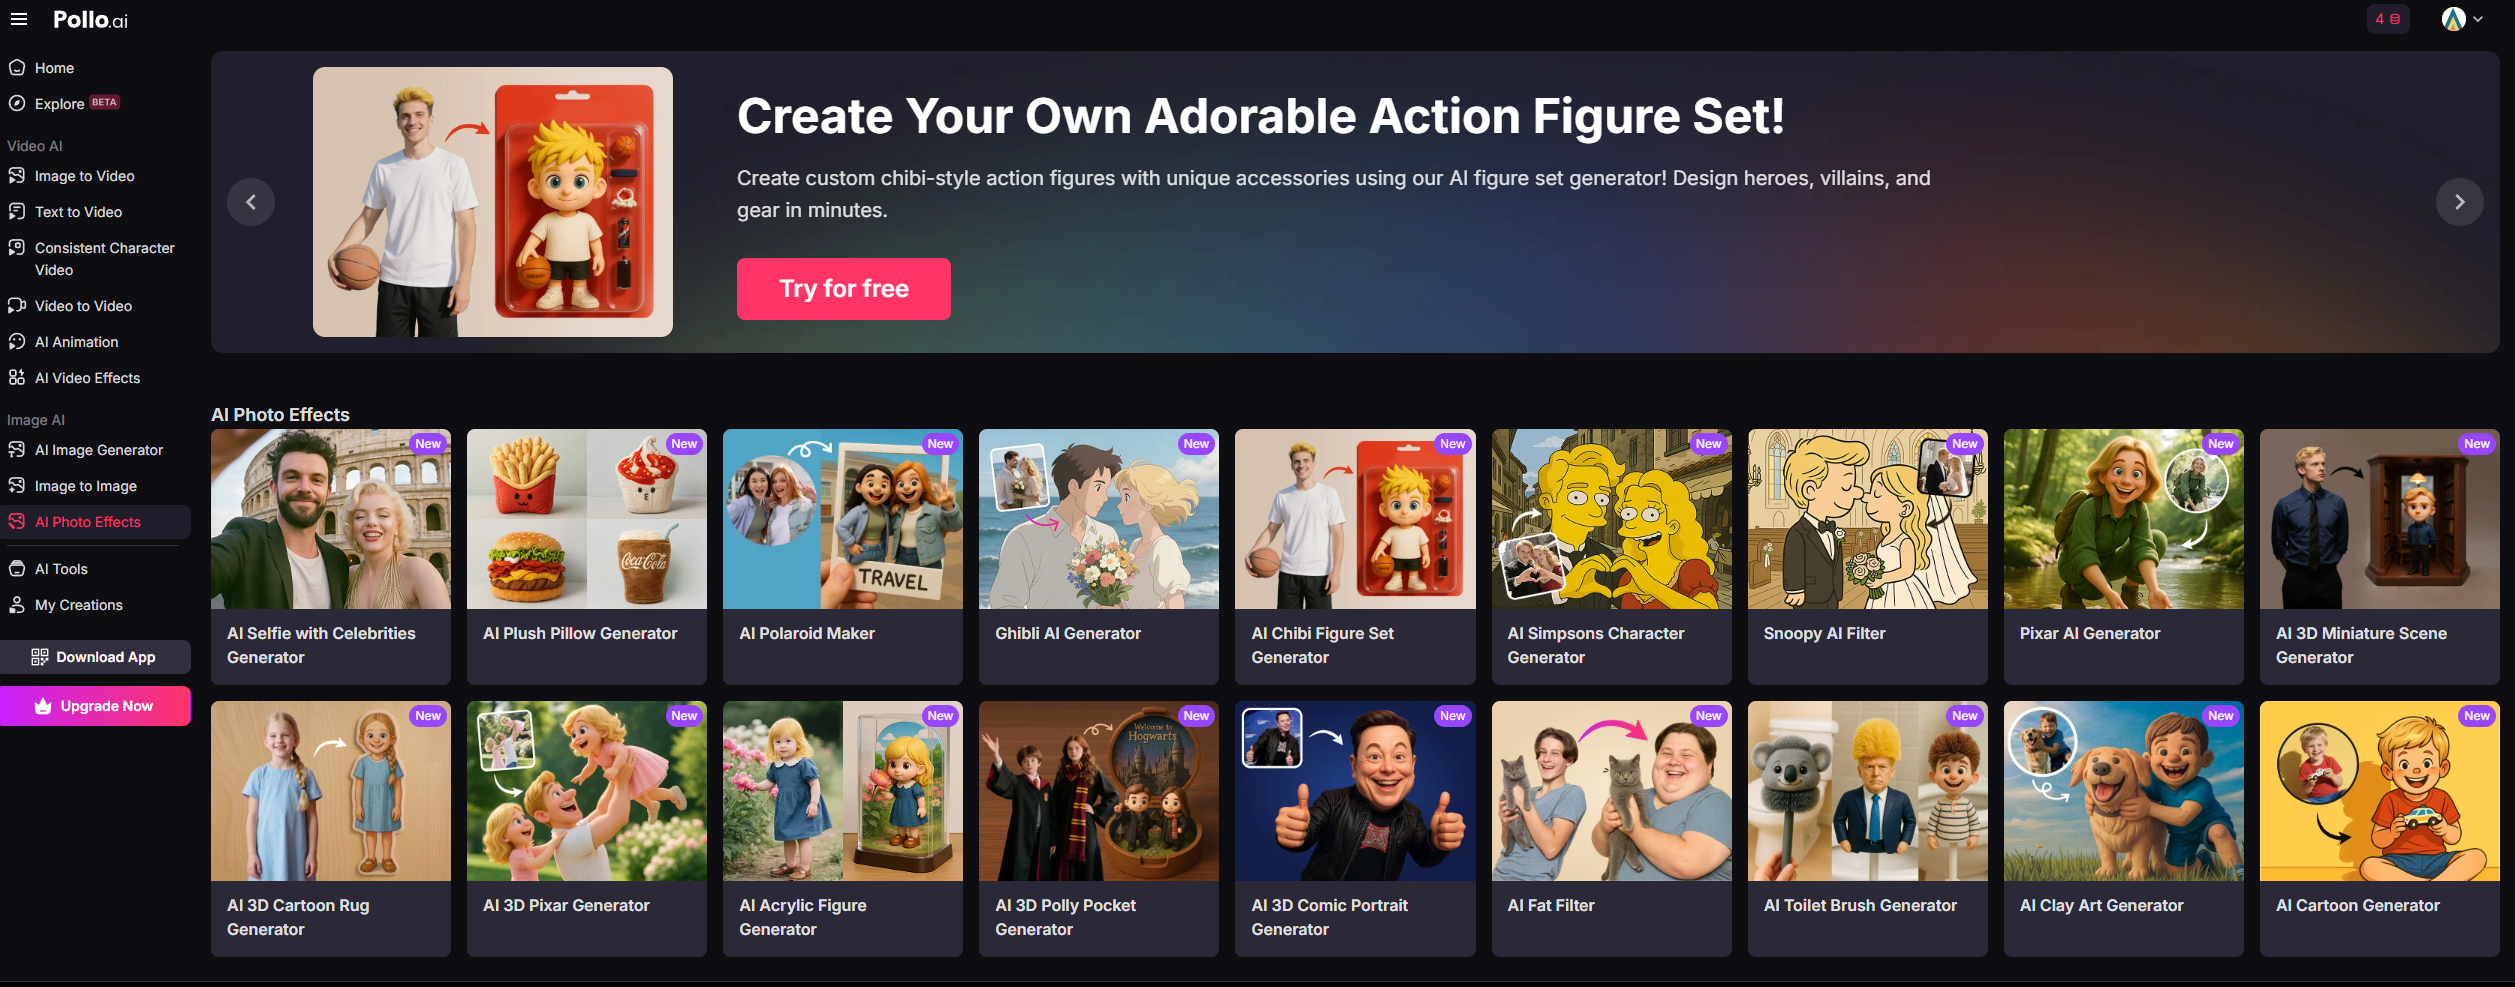 Pollo.ai
4
Home
Explore BETA
Video AI
Image to Video
Text to Video
Consistent Character
Video
Video to Video
AI Animation
AI Video Effects
Image AI
AI Image Generator
Image to Image
AI Photo Effects
AI Tools
My Creations
Download App
Upgrade Now
Create Your Own Adorable Action Figure Set!
Create custom chibi-style action figures with unique accessories using our AI figure set generator! Design heroes, villains, and
gear in minutes.
Try for free
AI Photo Effects
New
AI Selfie with Celebrities
Generator
New
Coca-Cola
AI Plush Pillow Generator
New
TRAVEL
AI Polaroid Maker
New
Ghibli AI Generator
New
AI Chibi Figure Set
Generator
New
AI Simpsons Character
Generator
New
Snoopy AI Filter
New
Pixar AI Generator
New
AI 3D Miniature Scene
Generator
New
AI 3D Cartoon Rug
Generator
New
AI 3D Pixar Generator
New
AI Acrylic Figure
Generator
New
Welcome to
Hogwarts
AI 3D Polly Pocket
Generator
New
AI 3D Comic Portrait
Generator
New
AI Fat Filter
New
AI Toilet Brush Generator
New
AI Clay Art Generator
New
AI Cartoon Generator